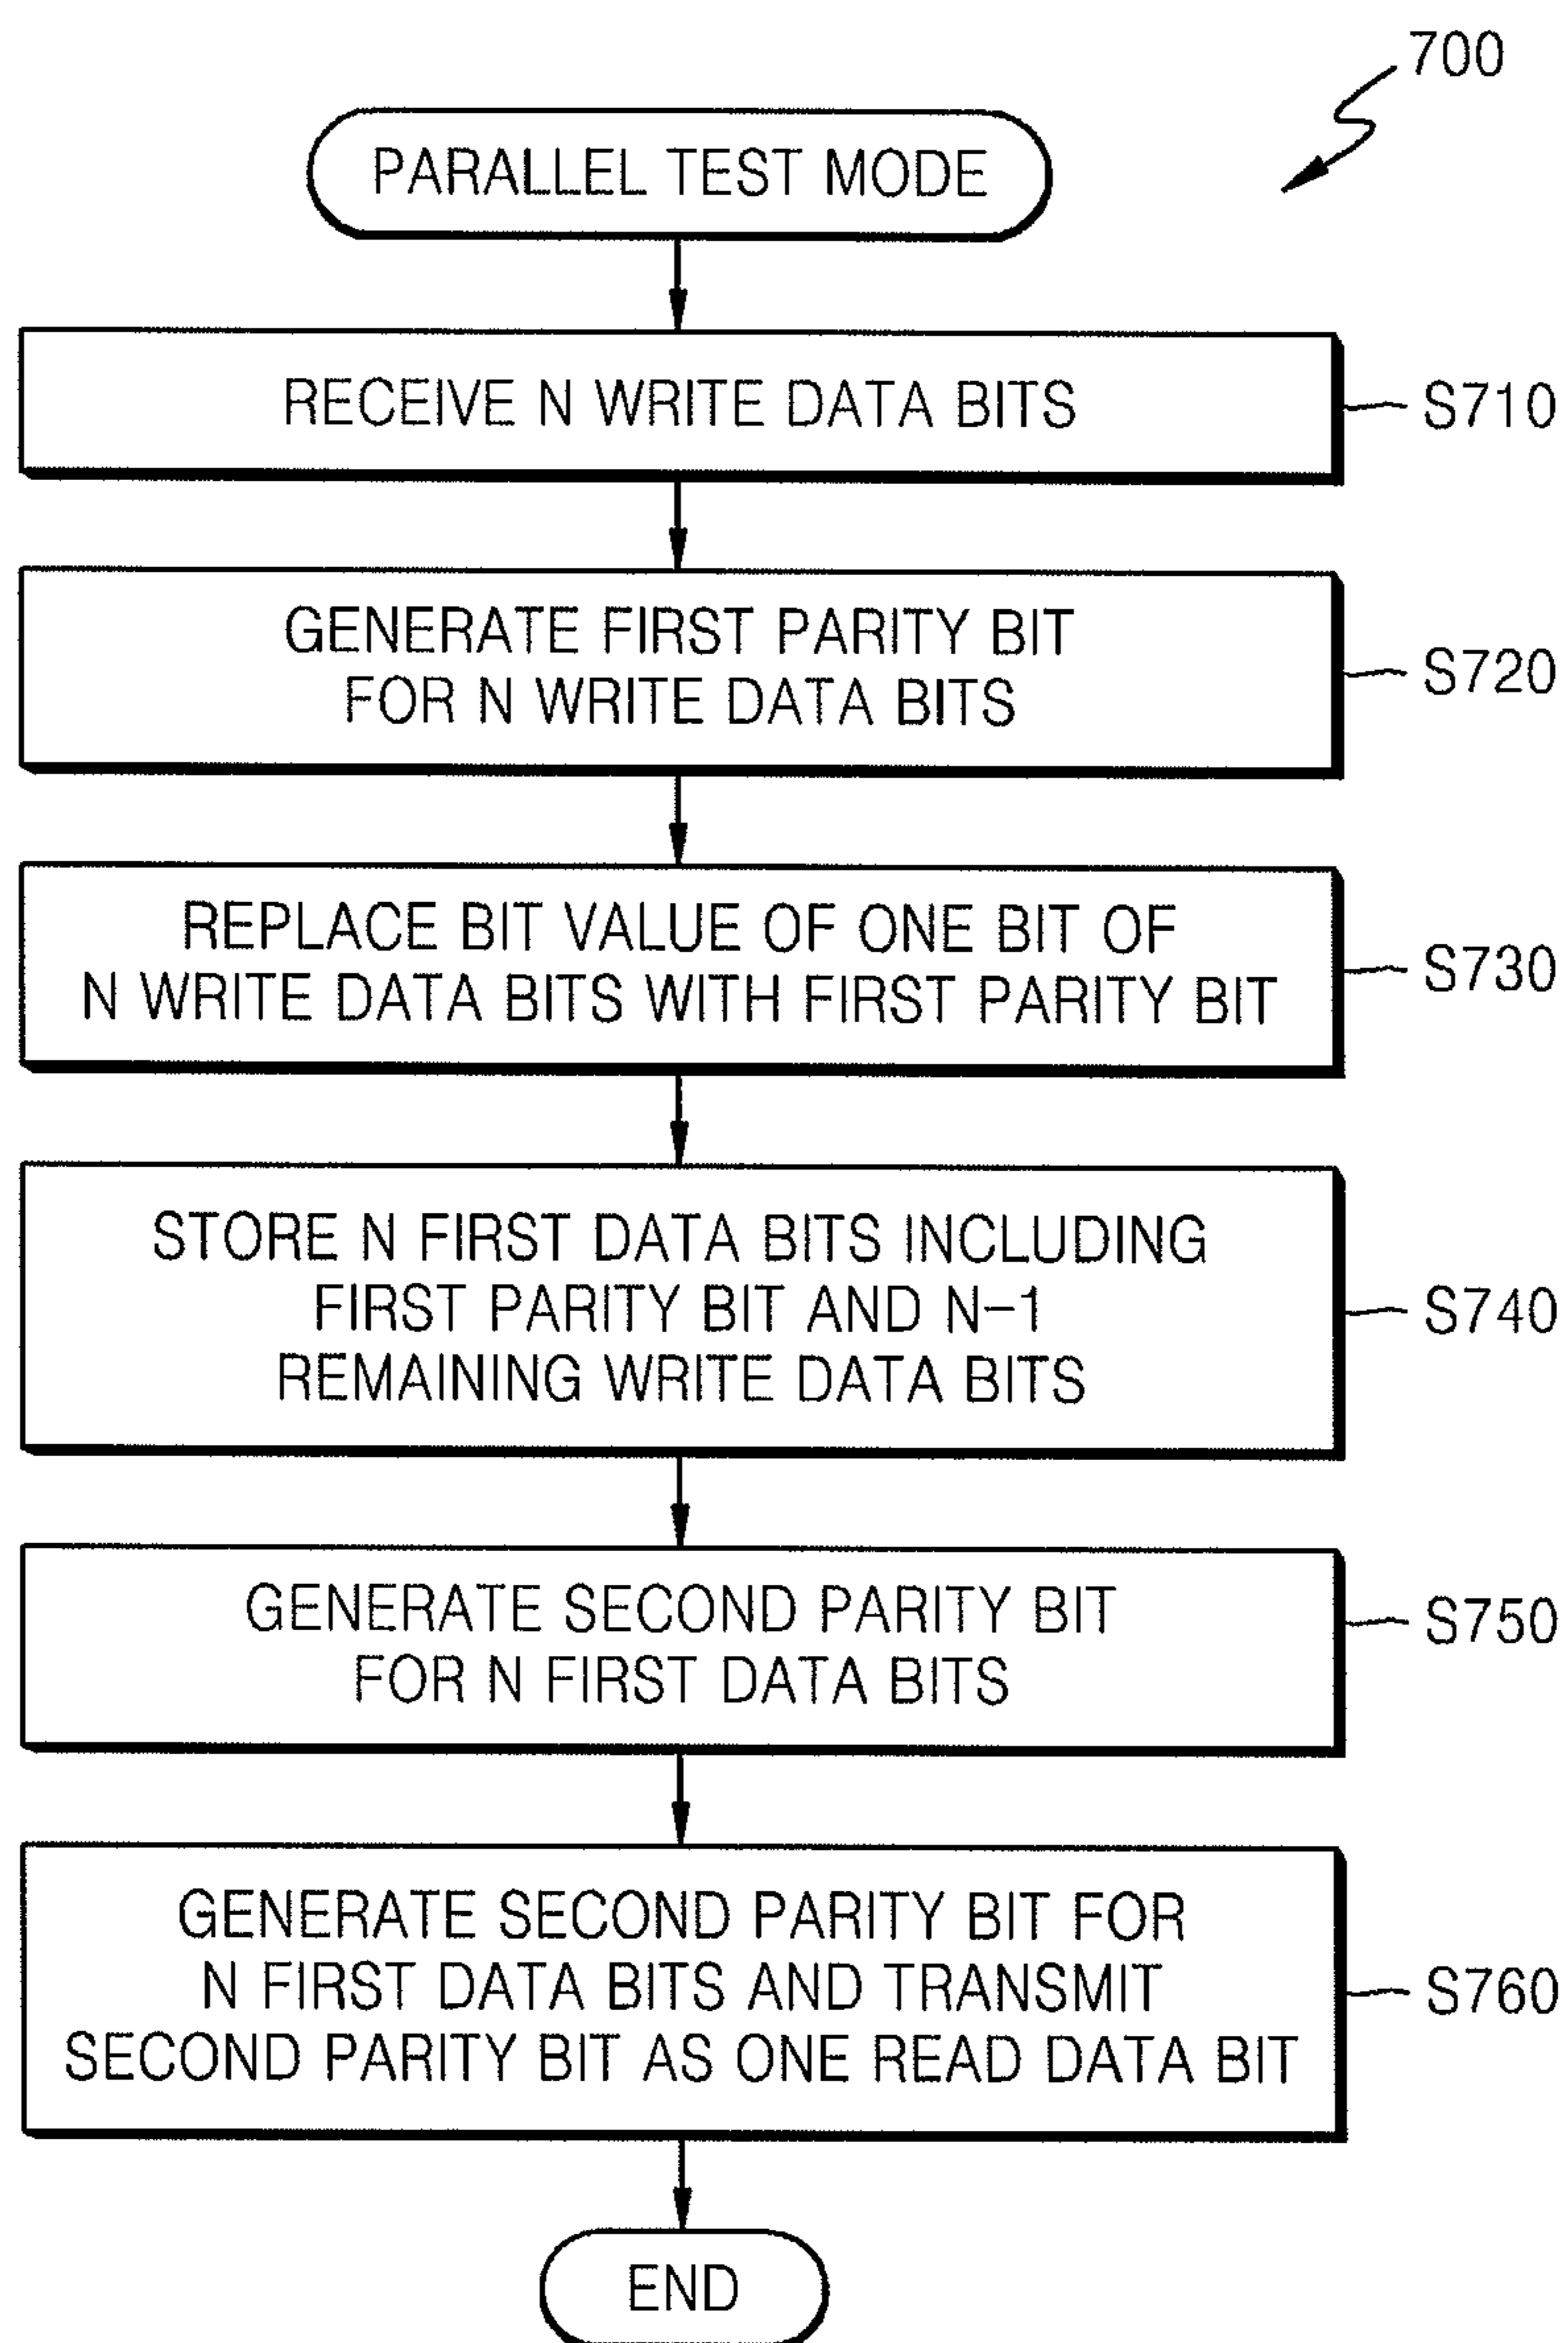 700
PARALLEL TEST MODE
RECEIVE N WRITE DATA BITS
S710
GENERATE FIRST PARITY BIT
FOR N WRITE DATA BITS
S720
REPLACE BIT VALUE OF ONE BIT OF
N WRITE DATA BITS WITH FIRST PARITY BIT
S730
STORE N FIRST DATA BITS INCLUDING
FIRST PARITY BIT AND N-1
REMAINING WRITE DATA BITS
S740
GENERATE SECOND PARITY BIT
FOR N FIRST DATA BITS
S750
GENERATE SECOND PARITY BIT FOR
N FIRST DATA BITS AND TRANSMIT
SECOND PARITY BIT AS ONE READ DATA BIT
S760
END